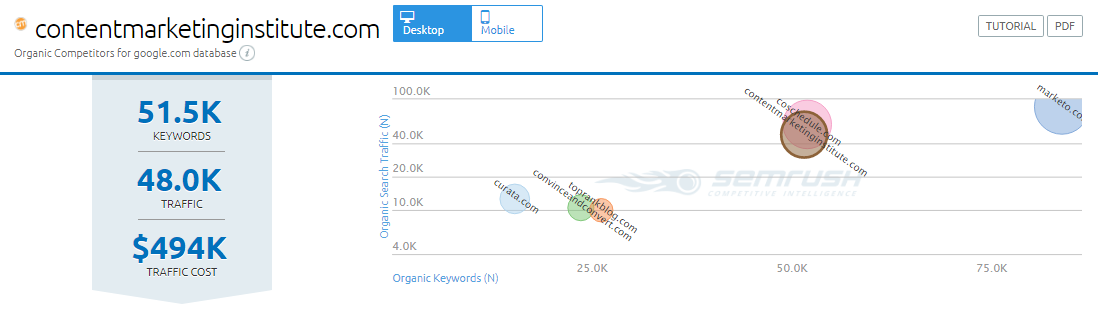 contentmarketinginstitute.com
Organic Competitors for google.com database i
Desktop
Mobile
TUTORIAL
PDF
51.5K
KEYWORDS
48.0K
TRAFFIC
$494K
TRAFFIC COST
Organic Search Traffic (N)
100.0K
40.0K
20.0K
10.0K
4.0K
curata.com
convinceandconvert.com
toprankblog.com
contentmarketinginstitute.com
coschedule.com
marketo.co
semrush
COMPETITIVE INTELLIGENCE
25.0K
50.0K
75.0K
Organic Keywords (N)